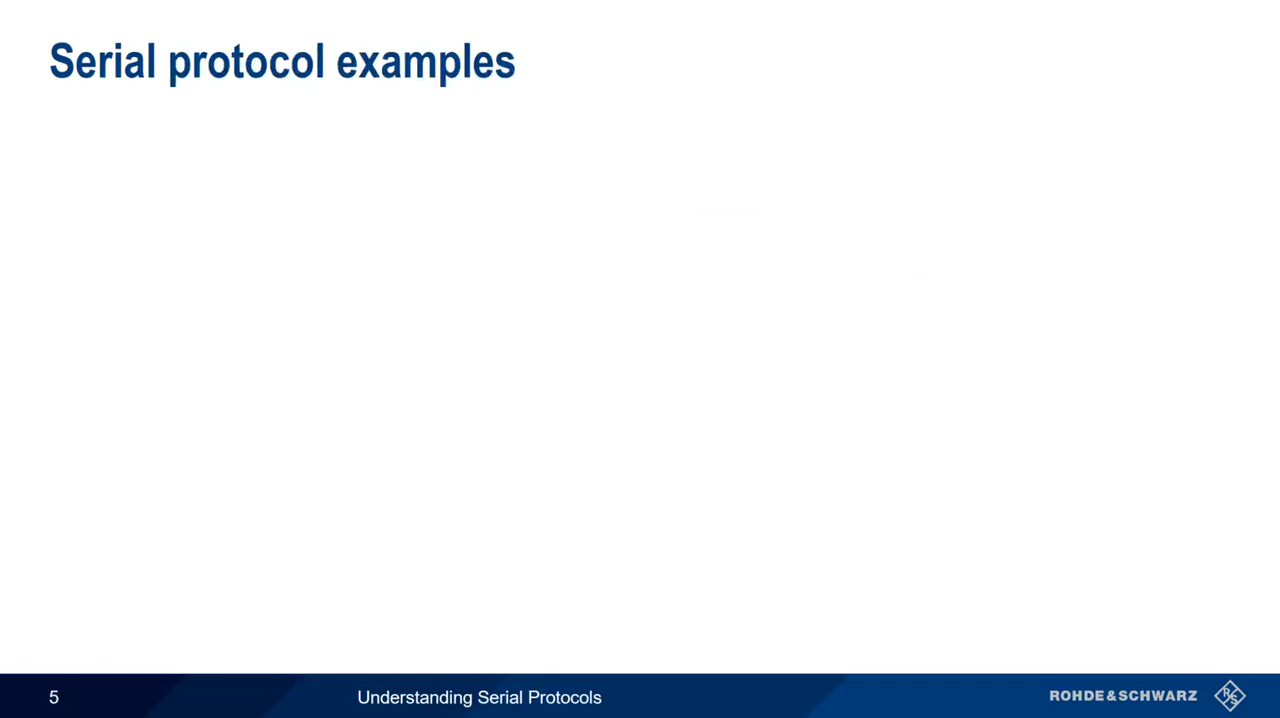 Serial protocol examples
5
Understanding Serial Protocols
ROHDE&SCHWARZ
R
S